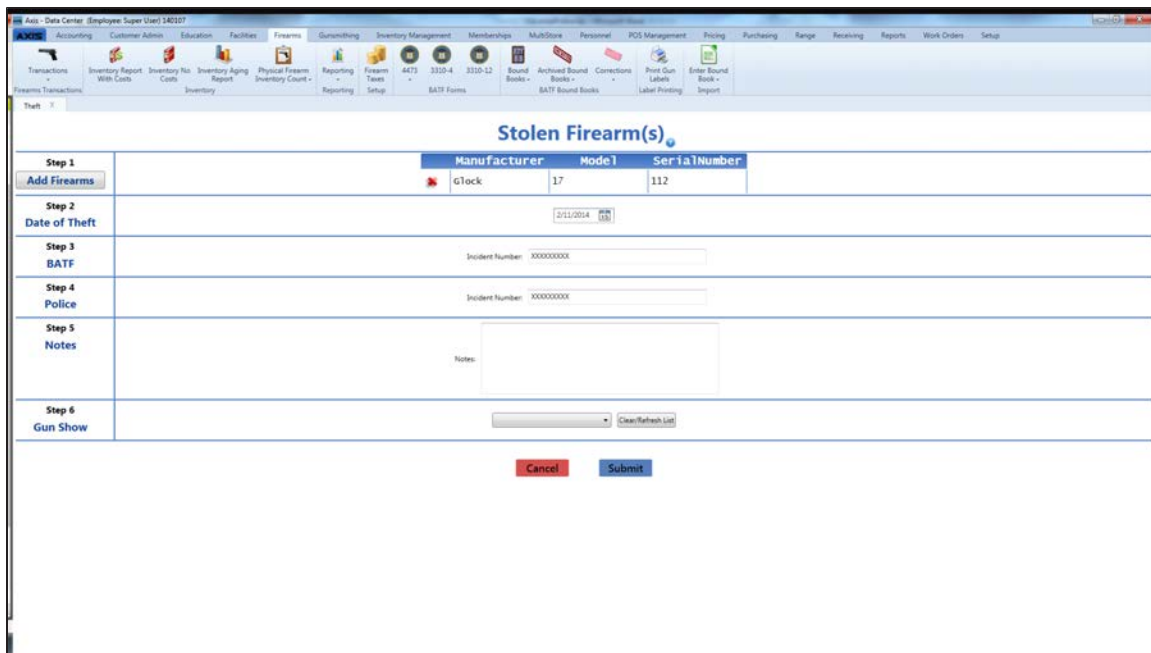 Axis - Data Center (Employee: Super User) 140107
AXIS Accounting Customer Admin Education Facilities Firearms Gunsmithing Inventory Management Memberships MultiStore Personnel POS Management Pricing Purchasing Range Receiving Reports Work Orders Setup
Transactions Inventory Report Inventory No Inventory Aging Physical Firearm Reporting Firearm 4473 3310-4 3310-12 Bound Archived Bound Corrections Print Gun Enter Bound
With Costs Costs Report Inventory Count Taxes Books Books Labels Book
Firearms Transactions Inventory Reporting Setup BATF Forms BATF Bound Books Label Printing Import
Theft X
Stolen Firearm(s)
Step 1
Add Firearms
Manufacturer Model SerialNumber
Glock 17 112
Step 2
Date of Theft
2/11/2014 15
Step 3
BATF
Incident Number: XXXXXXXXX
Step 4
Police
Incident Number: XXXXXXXXX
Step 5
Notes
Notes:
Step 6
Gun Show
Clear/Refresh List
Cancel Submit